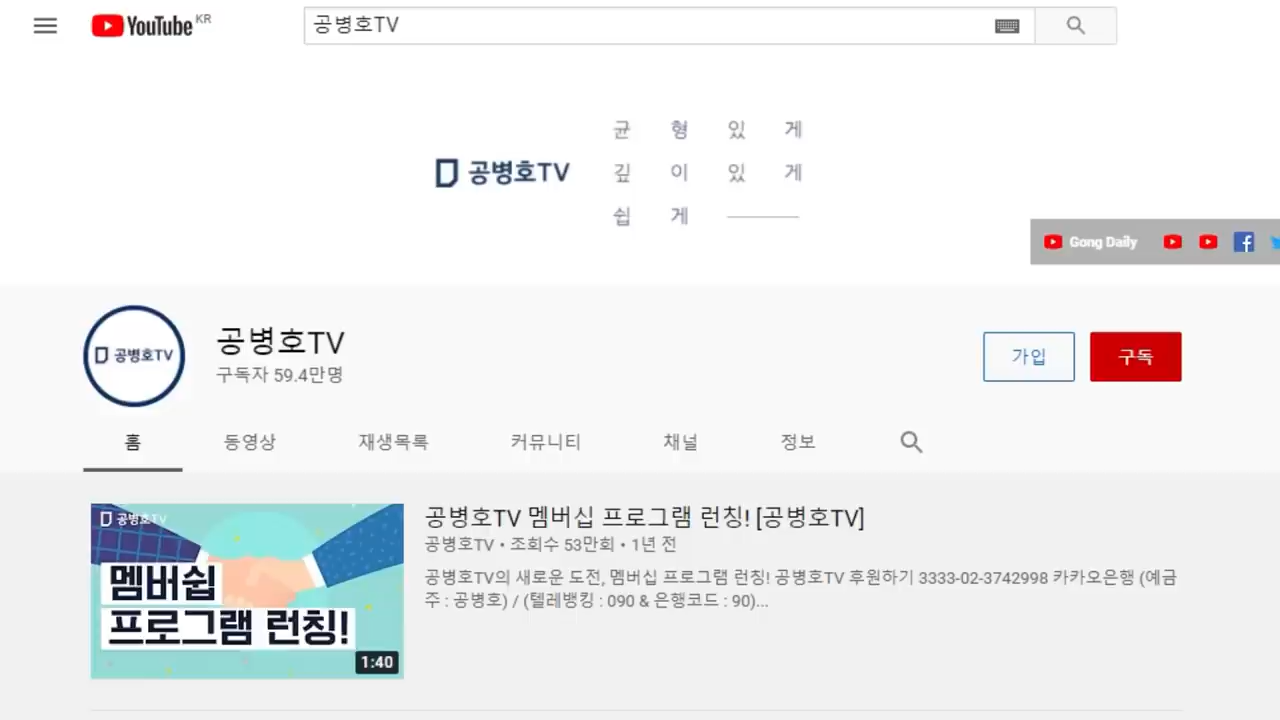 YouTube KR
공병호TV
균 형 있 게
공병호TV
깊 이 있 게
쉽 게
Gong Daily
공병호TV
공병호TV
구독자 59.4만명
가입
구독
홈 동영상 재생목록 커뮤니티 채널 정보
공병호TV
멤버쉽
프로그램 런칭!
1:40
공병호TV 멤버십 프로그램 런칭! [공병호TV]
공병호TV • 조회수 53만회 • 1년 전
공병호TV의 새로운 도전, 멤버십 프로그램 런칭! 공병호TV 후원하기 3333-02-3742998 카카오은행 (예금
주 : 공병호) / (텔레뱅킹 : 090 & 은행코드 : 90)...